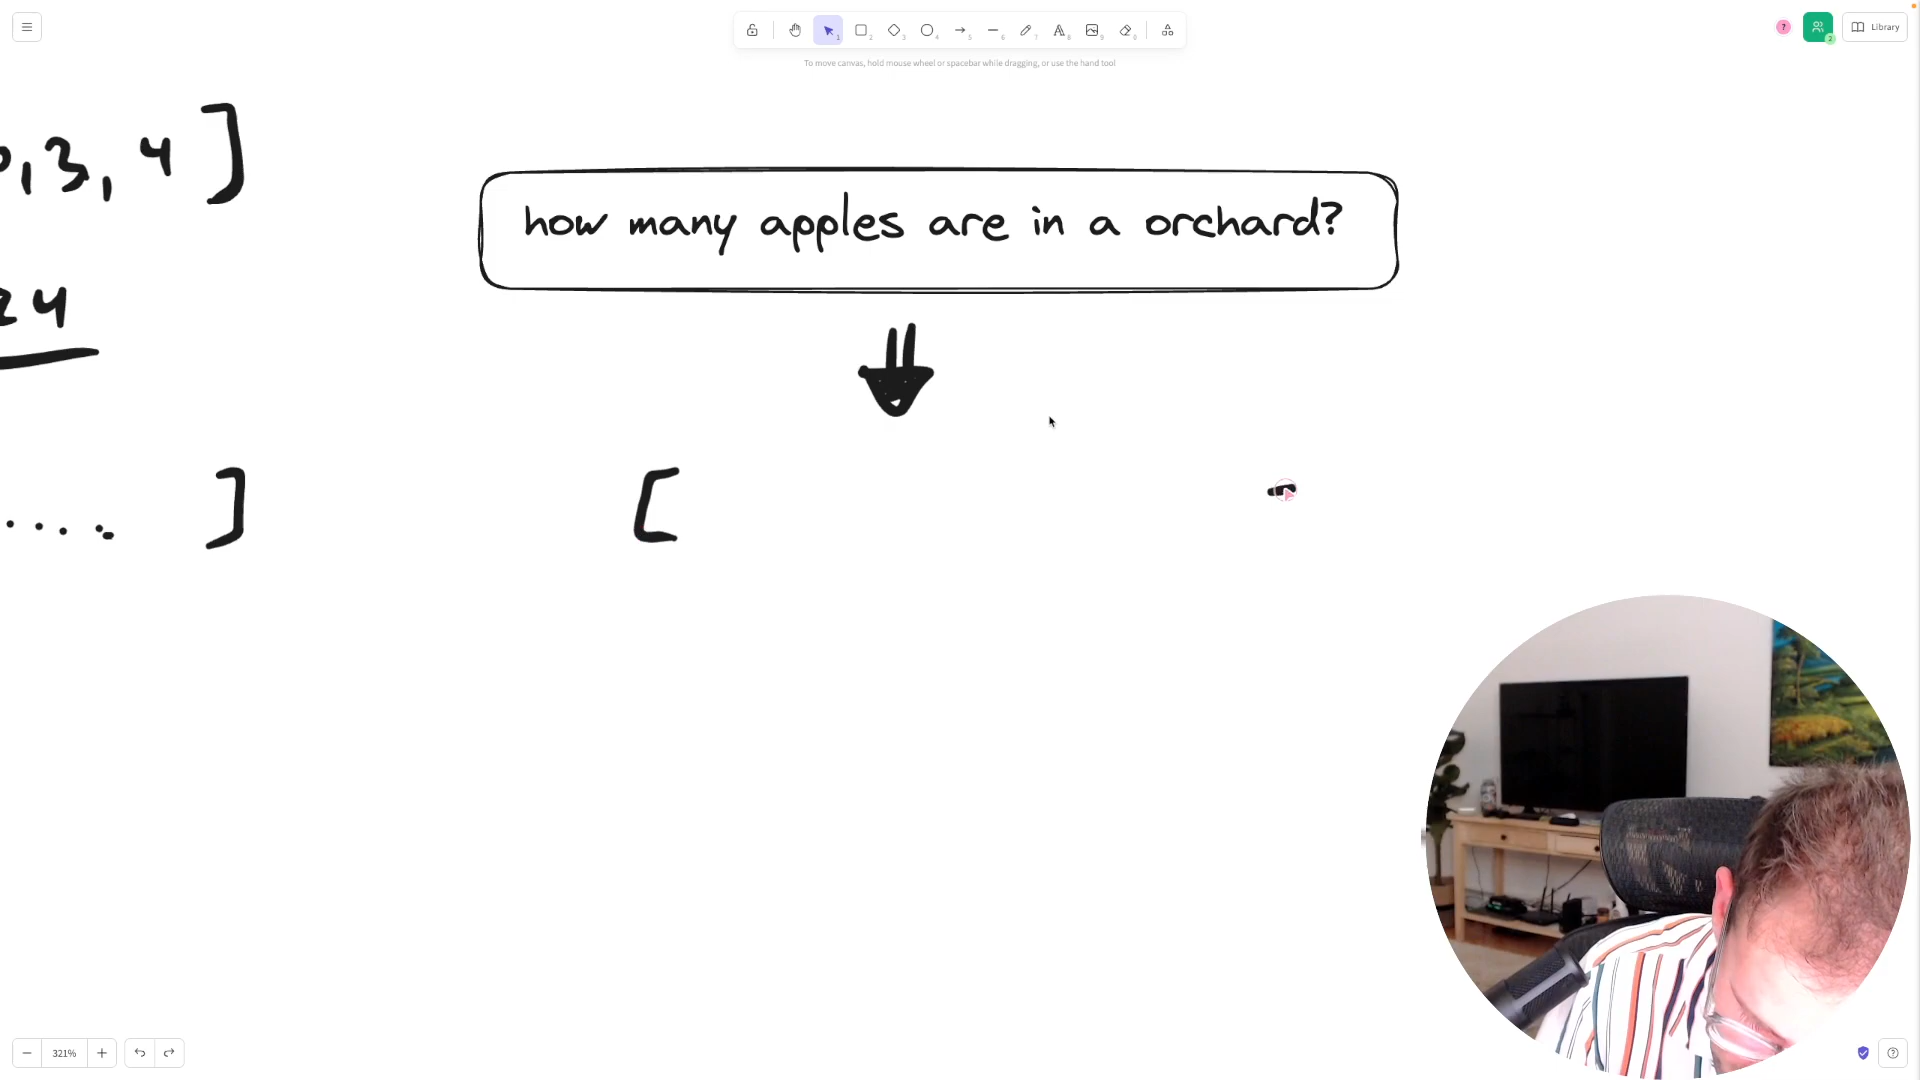 Library
To move canvas, hold mouse wheel or spacebar while dragging, or use the hand tool
,3, 4 ]
how many apples are in a orchard?
24
.... ]
[
321%